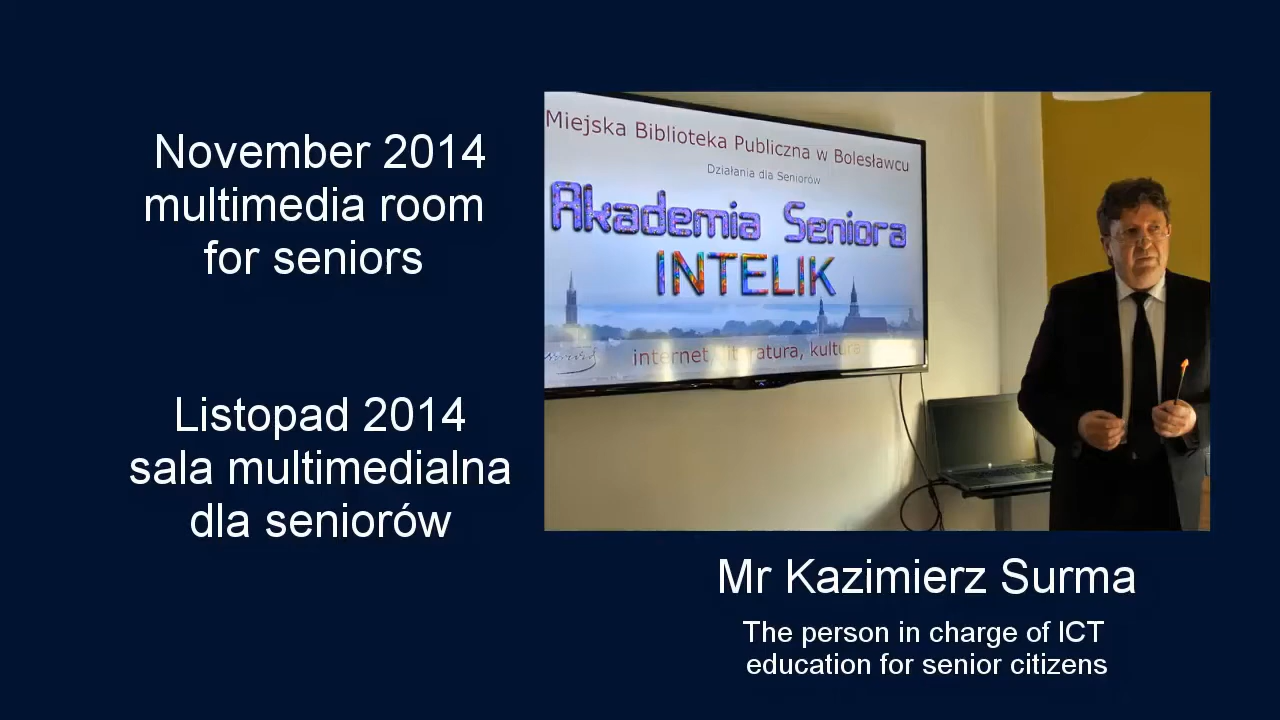 November 2014
multimedia room
for seniors
Listopad 2014
sala multimedialna
dla seniorów
Miejska Biblioteka Publiczna w Bolesławcu
Działania dla Seniorów
Akademia Seniora
INTELIK
internet literatura, kultura
Mr Kazimierz Surma
The person in charge of ICT
education for senior citizens